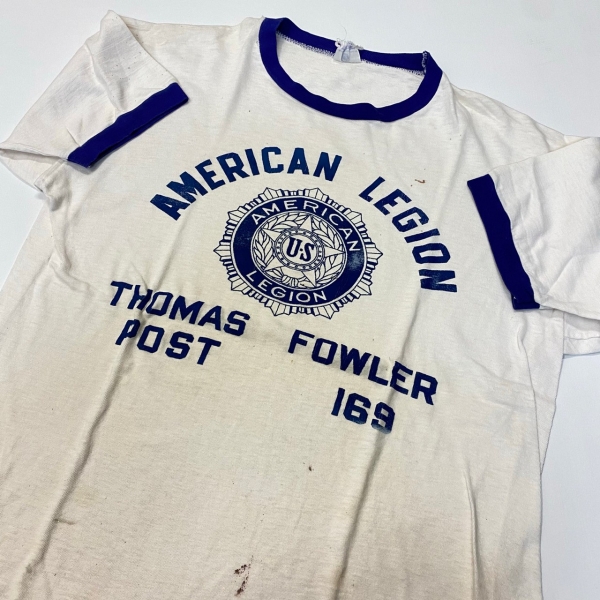 AMERICAN LEGION
AMERICAN
U·S
LEGION
THOMAS FOWLER
POST 169